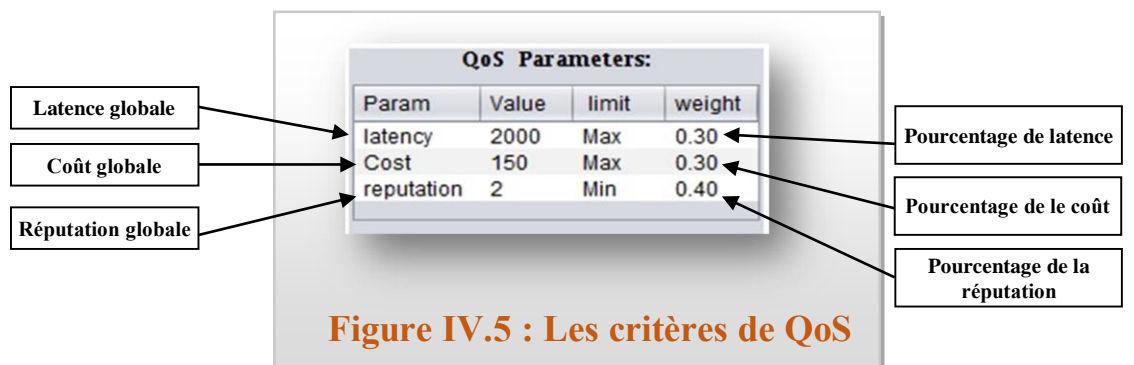 QoS Parameters:
Param Value limit weight
latency 2000 Max 0.30
Cost 150 Max 0.30
reputation 2 Min 0.40
Latence globale
Coût globale
Réputation globale
Pourcentage de latence
Pourcentage de le coût
Pourcentage de la
réputation
Figure IV.5 : Les critères de QoS